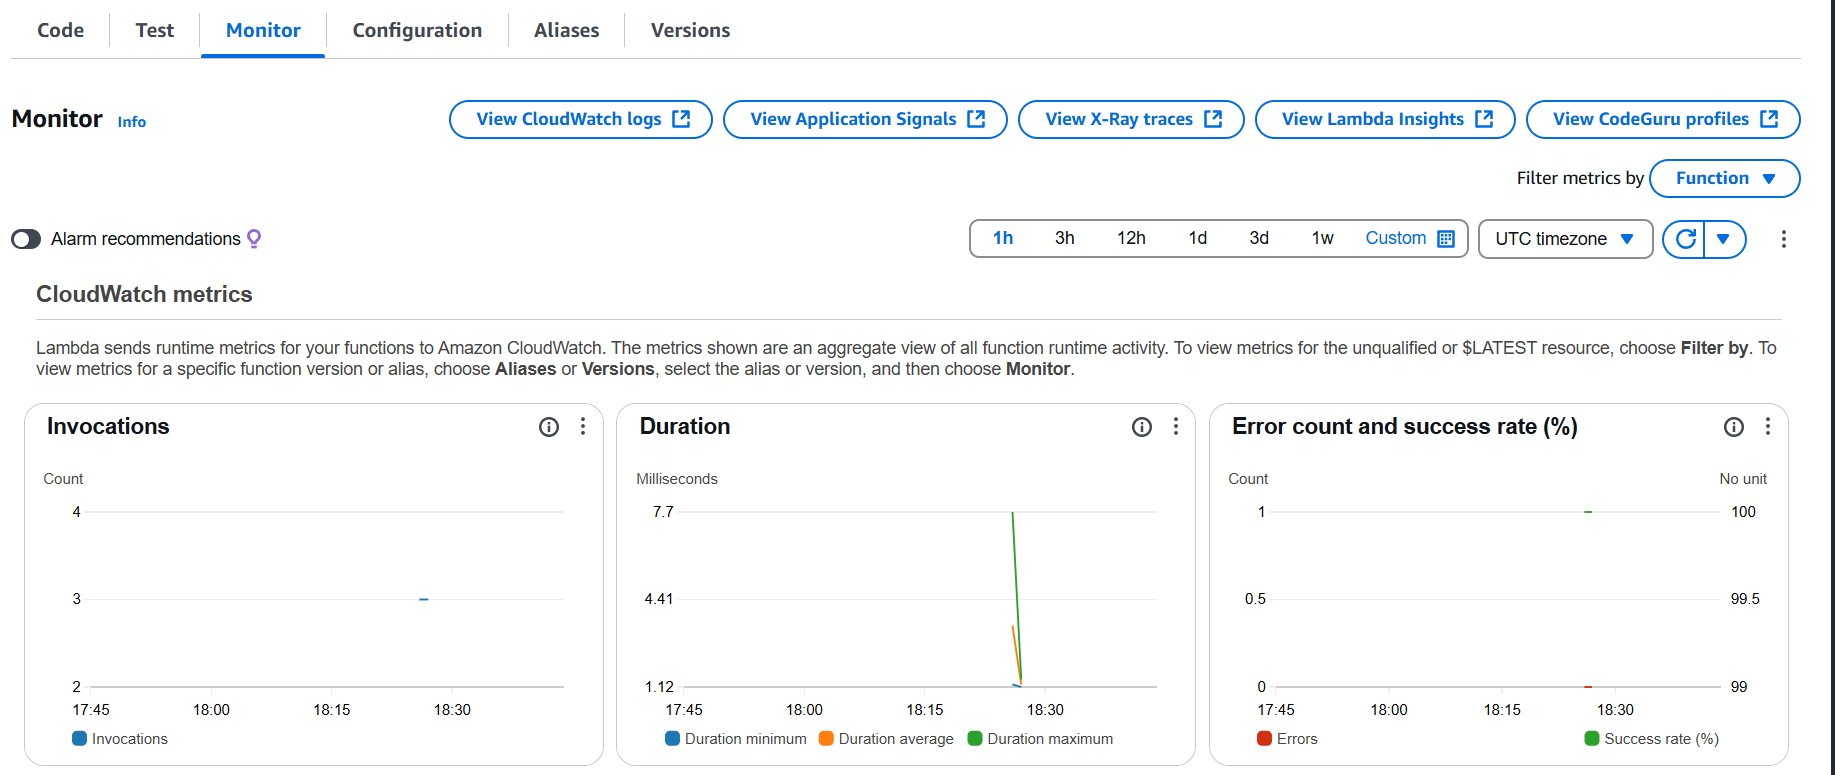 Code Test Monitor Configuration Aliases Versions
Monitor Info View CloudWatch logs View Application Signals View X-Ray traces View Lambda Insights View CodeGuru profiles
Filter metrics by Function
Alarm recommendations 1h 3h 12h 1d 3d 1w Custom UTC timezone
CloudWatch metrics
Lambda sends runtime metrics for your functions to Amazon CloudWatch. The metrics shown are an aggregate view of all function runtime activity. To view metrics for the unqualified or $LATEST resource, choose Filter by. To
view metrics for a specific function version or alias, choose Aliases or Versions, select the alias or version, and then choose Monitor.
Invocations
Count
4
3
2
17:45 18:00 18:15 18:30
Invocations
Duration
Milliseconds
7.7
4.41
1.12
17:45 18:00 18:15 18:30
Duration minimum Duration average Duration maximum
Error count and success rate (%)
Count No unit
1 100
0.5 99.5
0 99
17:45 18:00 18:15 18:30
Errors Success rate (%)